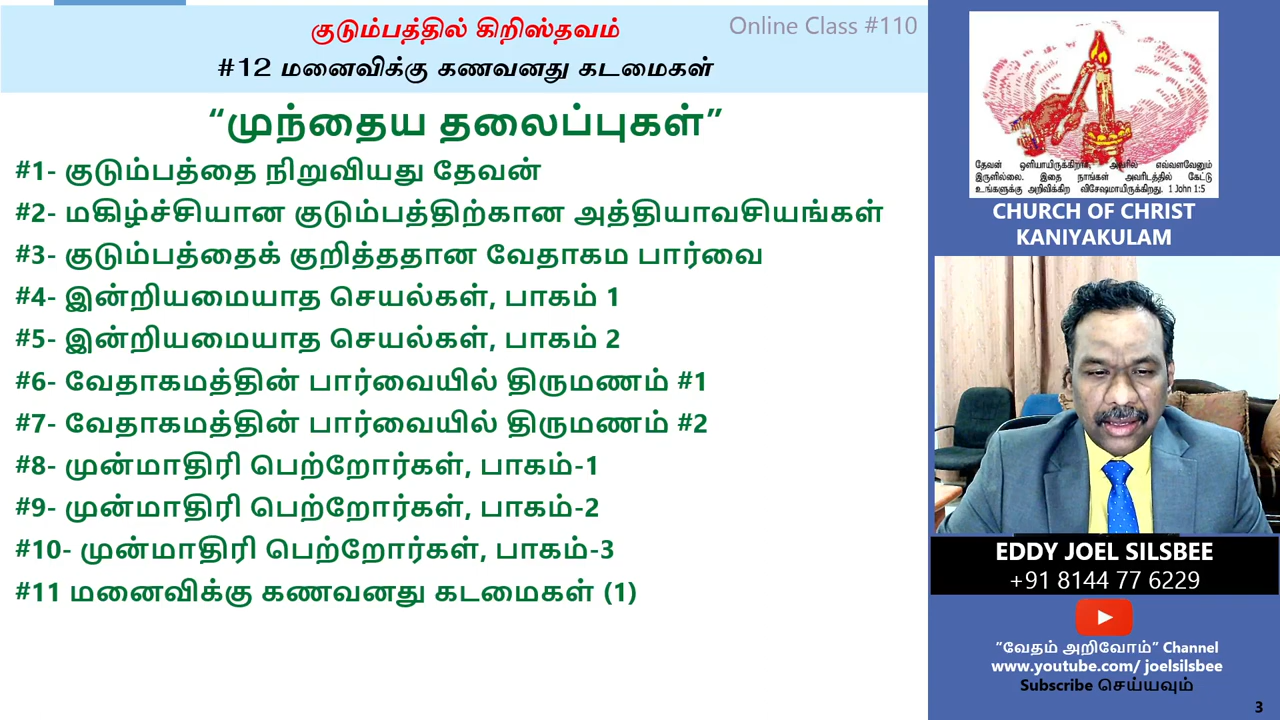 குடும்பத்தில் கிறிஸ்தவம்
Online Class #110
#12 மனைவிக்கு கணவனது கடமைகள்
“முந்தைய தலைப்புகள்”
#1- குடும்பத்தை நிறுவியது தேவன்
#2- மகிழ்ச்சியான குடும்பத்திற்கான அத்தியாவசியங்கள்
#3- குடும்பத்தைக் குறித்ததான வேதாகம பார்வை
#4- இன்றியமையாத செயல்கள், பாகம் 1
#5- இன்றியமையாத செயல்கள், பாகம் 2
#6- வேதாகமத்தின் பார்வையில் திருமணம் #1
#7- வேதாகமத்தின் பார்வையில் திருமணம் #2
#8- முன்மாதிரி பெற்றோர்கள், பாகம்-1
#9- முன்மாதிரி பெற்றோர்கள், பாகம்-2
#10- முன்மாதிரி பெற்றோர்கள், பாகம்-3
#11 மனைவிக்கு கணவனது கடமைகள் (1)
தேவன் ஒளியாயிருக்கிறார், அவரில் எவ்வளவேனும்
இருளில்லை. இதை நாங்கள் அவரிடத்தில் கேட்டு
உங்களுக்கு அறிவிக்கிற விசேஷமாயிருக்கிறது. 1 John 1:5
CHURCH OF CHRIST
KANIYAKULAM
EDDY JOEL SILSBEE
+91 8144 77 6229
”வேதம் அறிவோம்” Channel
www.youtube.com/ joelsilsbee
Subscribe செய்யவும்
3